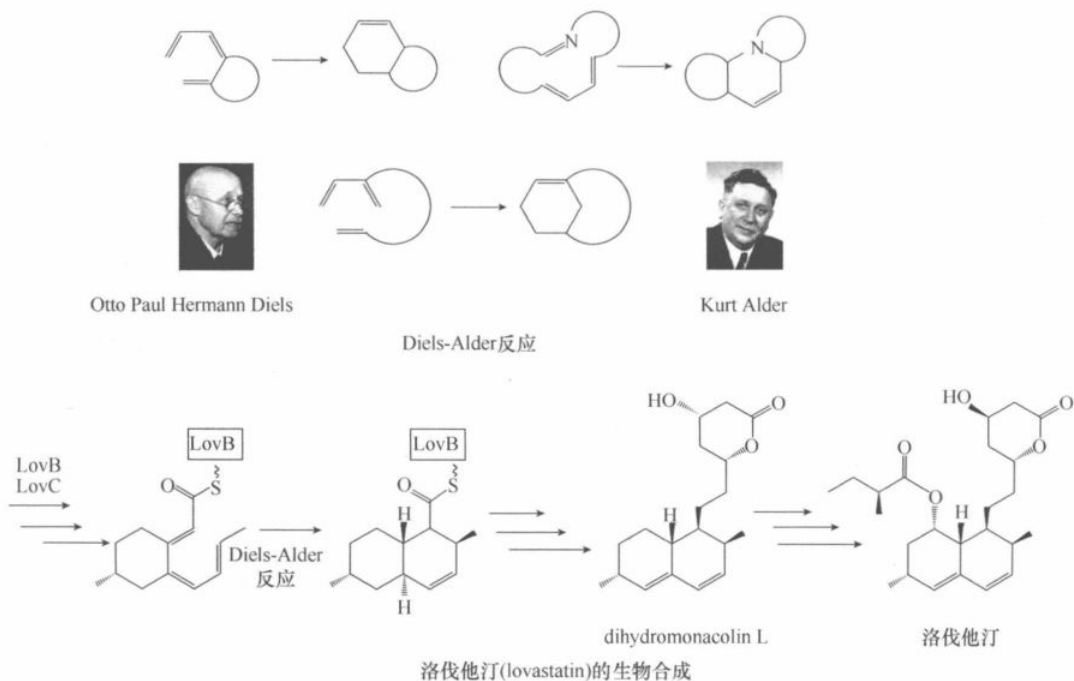 N
N
Otto Paul Hermann Diels
Kurt Alder
Diels-Alder反应
LovB
LovC
LovB
O
S
Diels-Alder
反应
LovB
O
S
H
H
HO
O
O
H
dihydromonacolin L
HO
O
O
O
O
H
洛伐他汀
洛伐他汀(lovastatin)的生物合成